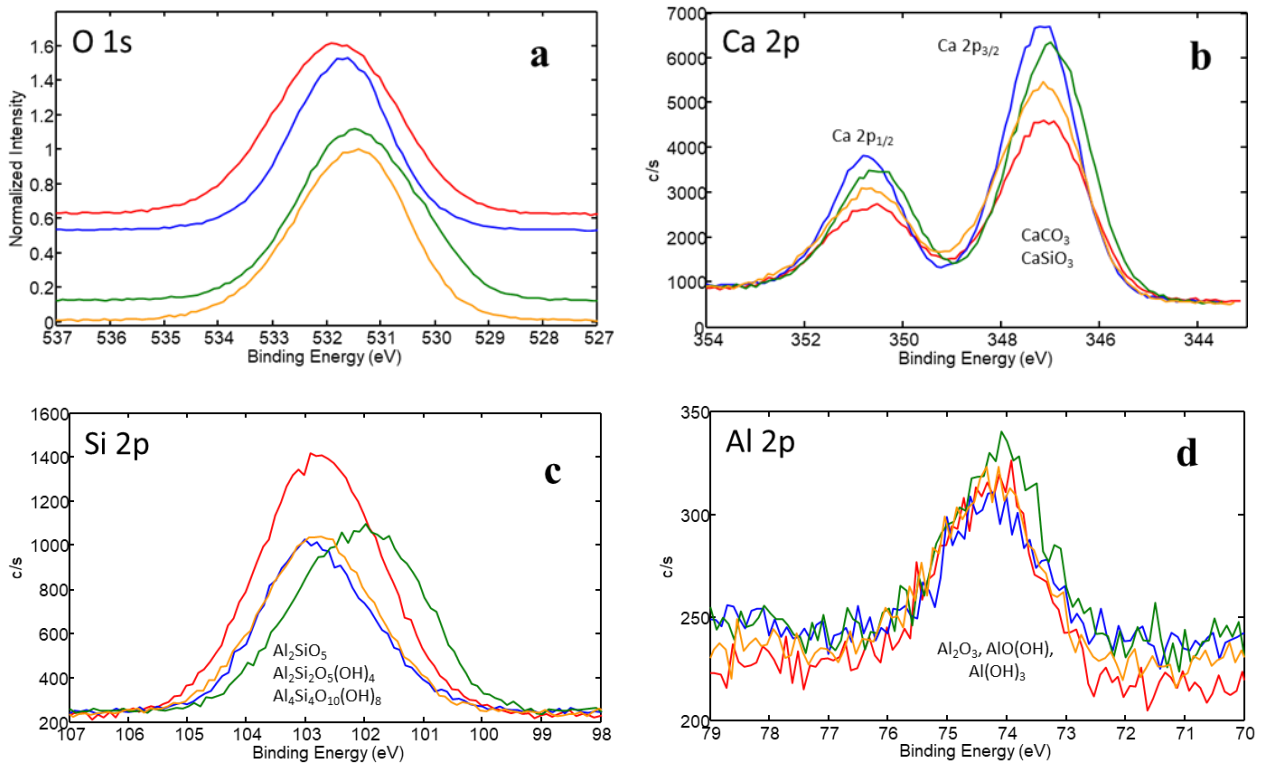 O 1s
a
1.6
1.4
1.2
1
0.8
0.6
0.4
0.2
0
Normalized Intensity
537 536 535 534 533 532 531 530 529 528 527
Binding Energy (eV)
Ca 2p
b
7000
6000
5000
4000
3000
2000
1000
0
c/s
Ca 2p3/2
Ca 2p1/2
CaCO3
CaSiO3
354 352 350 348 346 344
Binding Energy (eV)
Si 2p
c
1600
1400
1200
1000
800
600
400
200
c/s
Al2SiO5
Al2Si2O5(OH)4
Al4Si4O10(OH)8
107 106 105 104 103 102 101 100 99 98
Binding Energy (eV)
Al 2p
d
350
300
250
200
c/s
Al2O3, AlO(OH),
Al(OH)3
79 78 77 76 75 74 73 72 71 70
Binding Energy (eV)